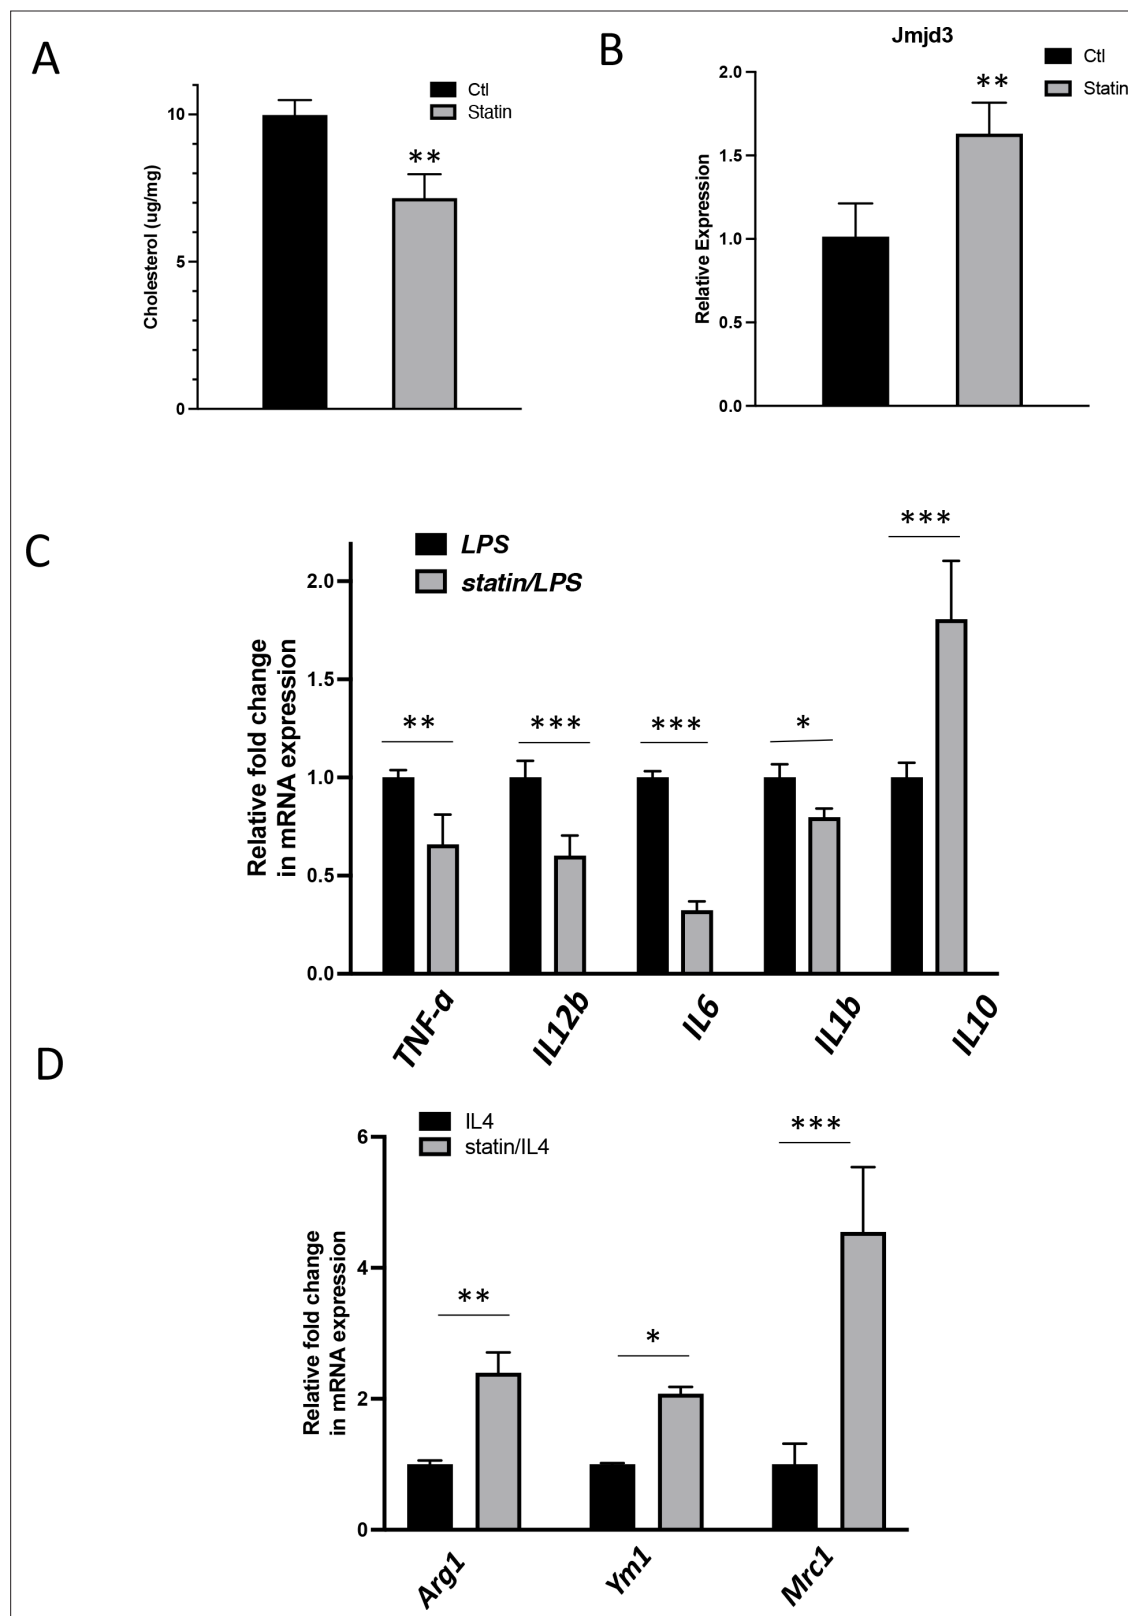 A
Ctl
Statin
**
10
5
0
Cholesterol (ug/mg)
B
Jmjd3
Ctl
Statin
**
2.0
1.5
1.0
0.5
0.0
Relative Expression
C
LPS
statin/LPS
***
**
***
***
*
2.0
1.5
1.0
0.5
0.0
Relative fold change
in mRNA expression
TNF-α
IL12b
IL6
IL1b
IL10
D
IL4
statin/IL4
***
**
*
6
4
2
0
Relative fold change
in mRNA expression
Arg1
Ym1
Mrc1